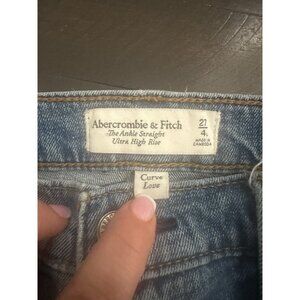 Abercrombie & Fitch
The Ankle Straight
Ultra High Rise
27
4
MADE IN
CAMBODIA
Curve
Love